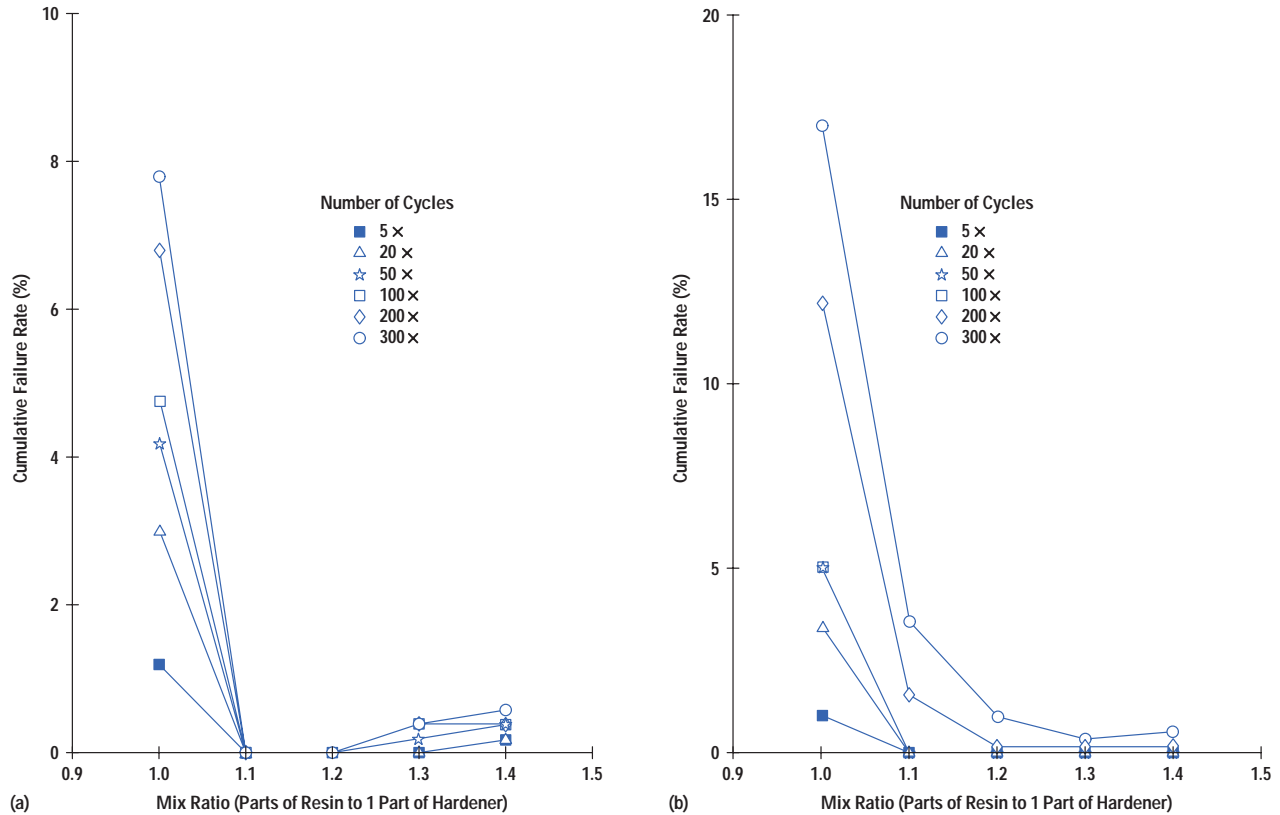 10
8
6
4
2
0
Cumulative Failure Rate (%)
Number of Cycles
5 ×
20 ×
50 ×
100 ×
200 ×
300 ×
0.9 1.0 1.1 1.2 1.3 1.4 1.5
(a) Mix Ratio (Parts of Resin to 1 Part of Hardener)
20
15
10
5
0
Cumulative Failure Rate (%)
Number of Cycles
5 ×
20 ×
50 ×
100 ×
200 ×
300 ×
0.9 1.0 1.1 1.2 1.3 1.4 1.5
(b) Mix Ratio (Parts of Resin to 1 Part of Hardener)